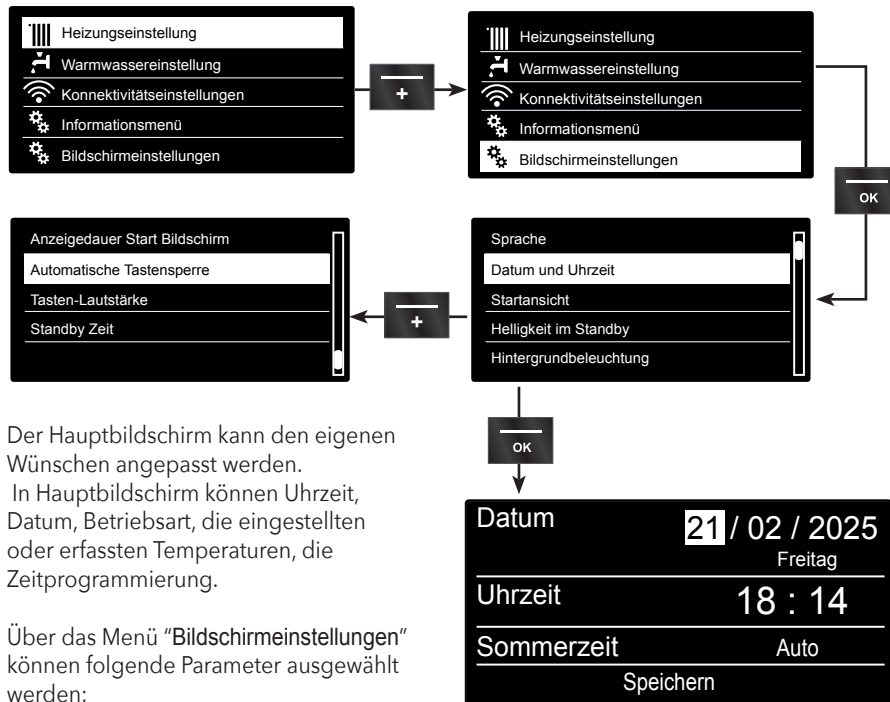 Heizungseinstellung
Warmwassereinstellung
Konnektivitätseinstellungen
Informationsmenü
Bildschirmeinstellungen
+
Heizungseinstellung
Warmwassereinstellung
Konnektivitätseinstellungen
Informationsmenü
Bildschirmeinstellungen
OK
Sprache
Datum und Uhrzeit
Startansicht
Helligkeit im Standby
Hintergrundbeleuchtung
+
Anzeigedauer Start Bildschirm
Automatische Tastensperre
Tasten-Lautstärke
Standby Zeit
OK
Datum 21 / 02 / 2025
Freitag
Uhrzeit 18 : 14
Sommerzeit Auto
Speichern
Der Hauptbildschirm kann den eigenen
Wünschen angepasst werden.
In Hauptbildschirm können Uhrzeit,
Datum, Betriebsart, die eingestellten
oder erfassten Temperaturen, die
Zeitprogrammierung.
Über das Menü “Bildschirmeinstellungen”
können folgende Parameter ausgewählt
werden: